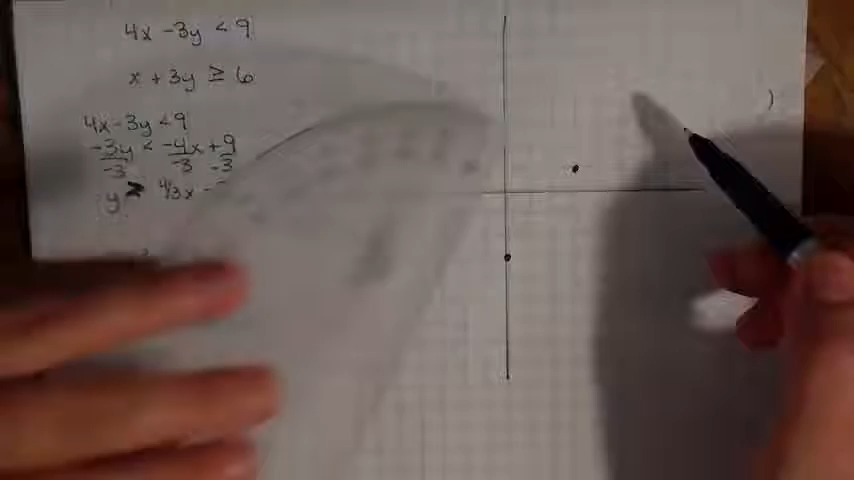 4x - 3y < 9
x + 3y ≥ 6
4x - 3y < 9
-3y < -4x + 9
-3 -3 -3
y > 4/3x -